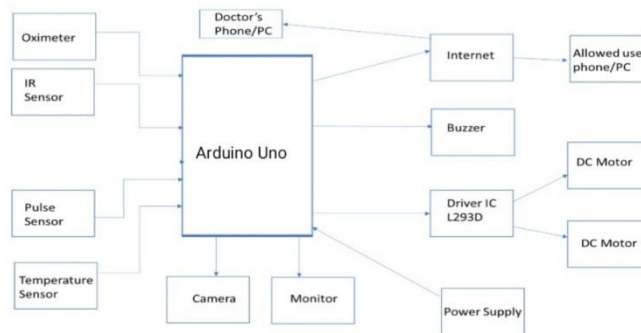 Doctor's
Phone/PC
Oximeter
Internet
Allowed use
phone/PC
IR
Sensor
Buzzer
Arduino Uno
DC Motor
Pulse
Sensor
Driver IC
L293D
DC Motor
Temperature
Sensor
Camera
Monitor
Power Supply